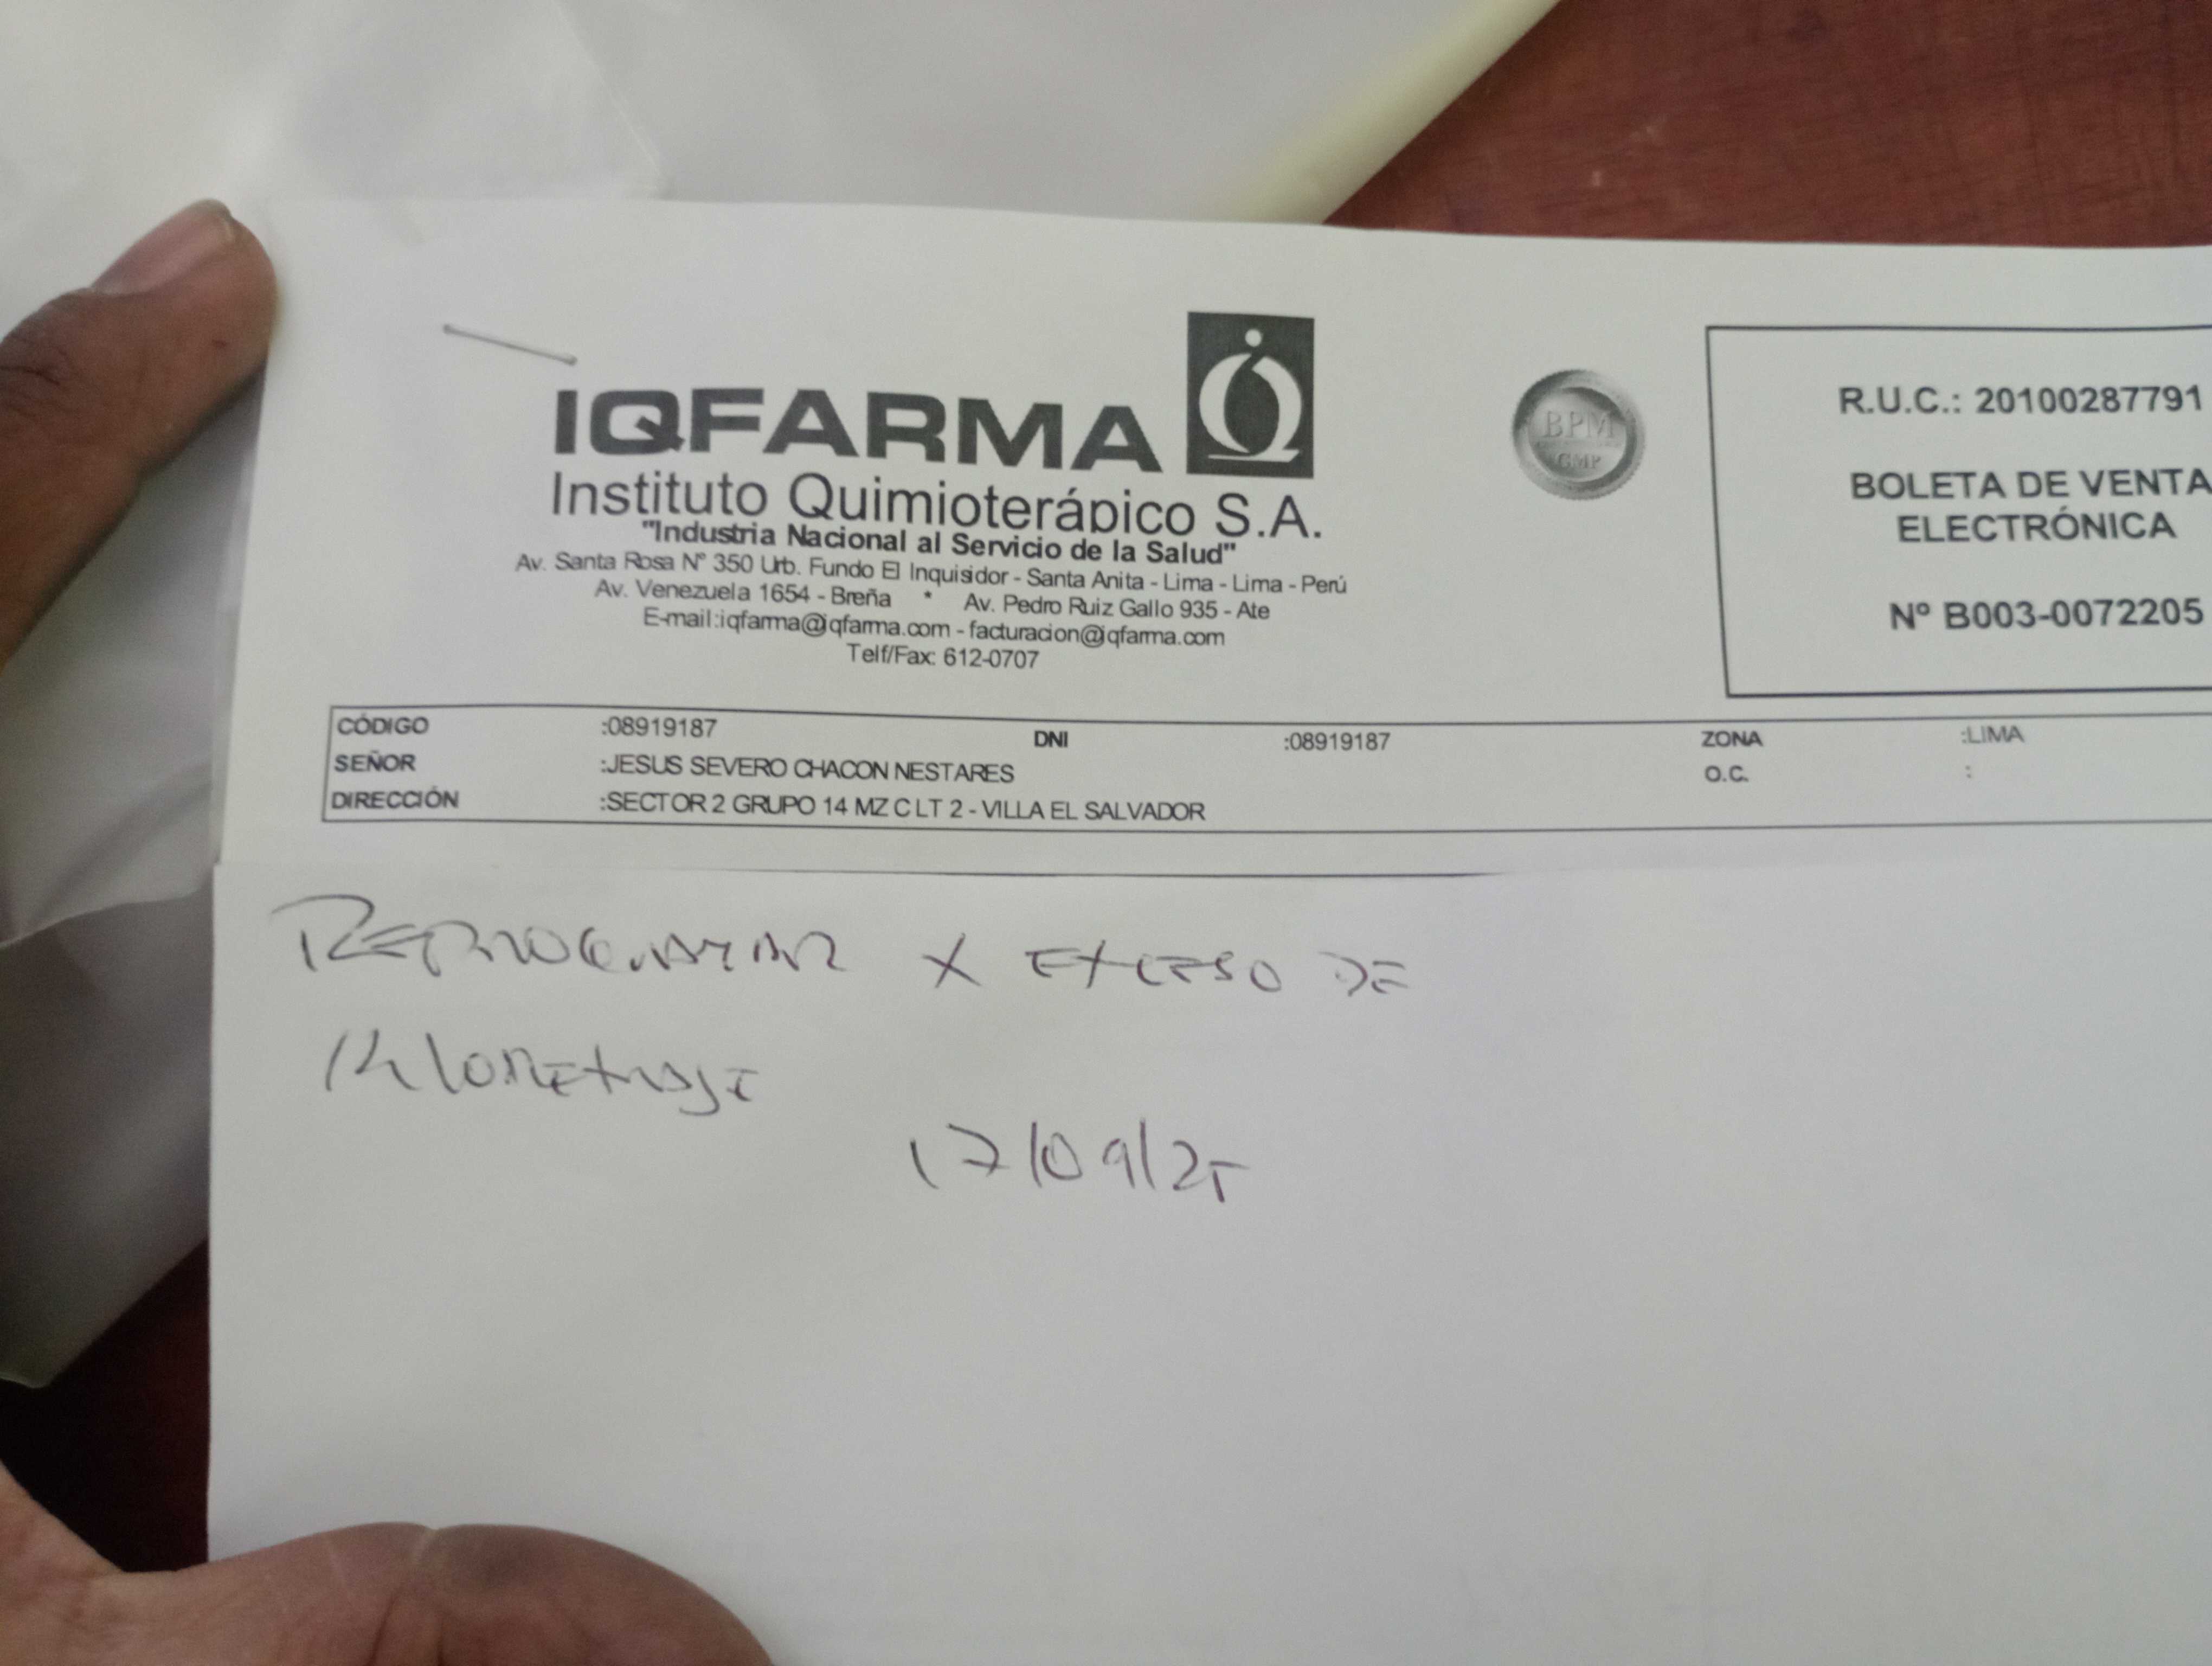 IQFARMA
Instituto Quimioterápico S.A.
"Industria Nacional al Servicio de la Salud"
Av. Santa Rosa N° 350 Urb. Fundo El Inquisidor - Santa Anita - Lima - Lima - Perú
Av. Venezuela 1654 - Breña * Av. Pedro Ruiz Gallo 935 - Ate
E-mail:iqfarma@iqfarma.com - facturacion@iqfarma.com
Telf/Fax: 612-0707
BPM
GMP
R.U.C.: 20100287791
BOLETA DE VENTA
ELECTRÓNICA
Nº B003-0072205
CÓDIGO :08919187 DNI :08919187 ZONA :LIMA
SEÑOR :JESUS SEVERO CHACON NESTARES O.C. :
DIRECCIÓN :SECTOR 2 GRUPO 14 MZ C LT 2 - VILLA EL SALVADOR
X EXCESO DE
KILOMETRAJE
17/09/25